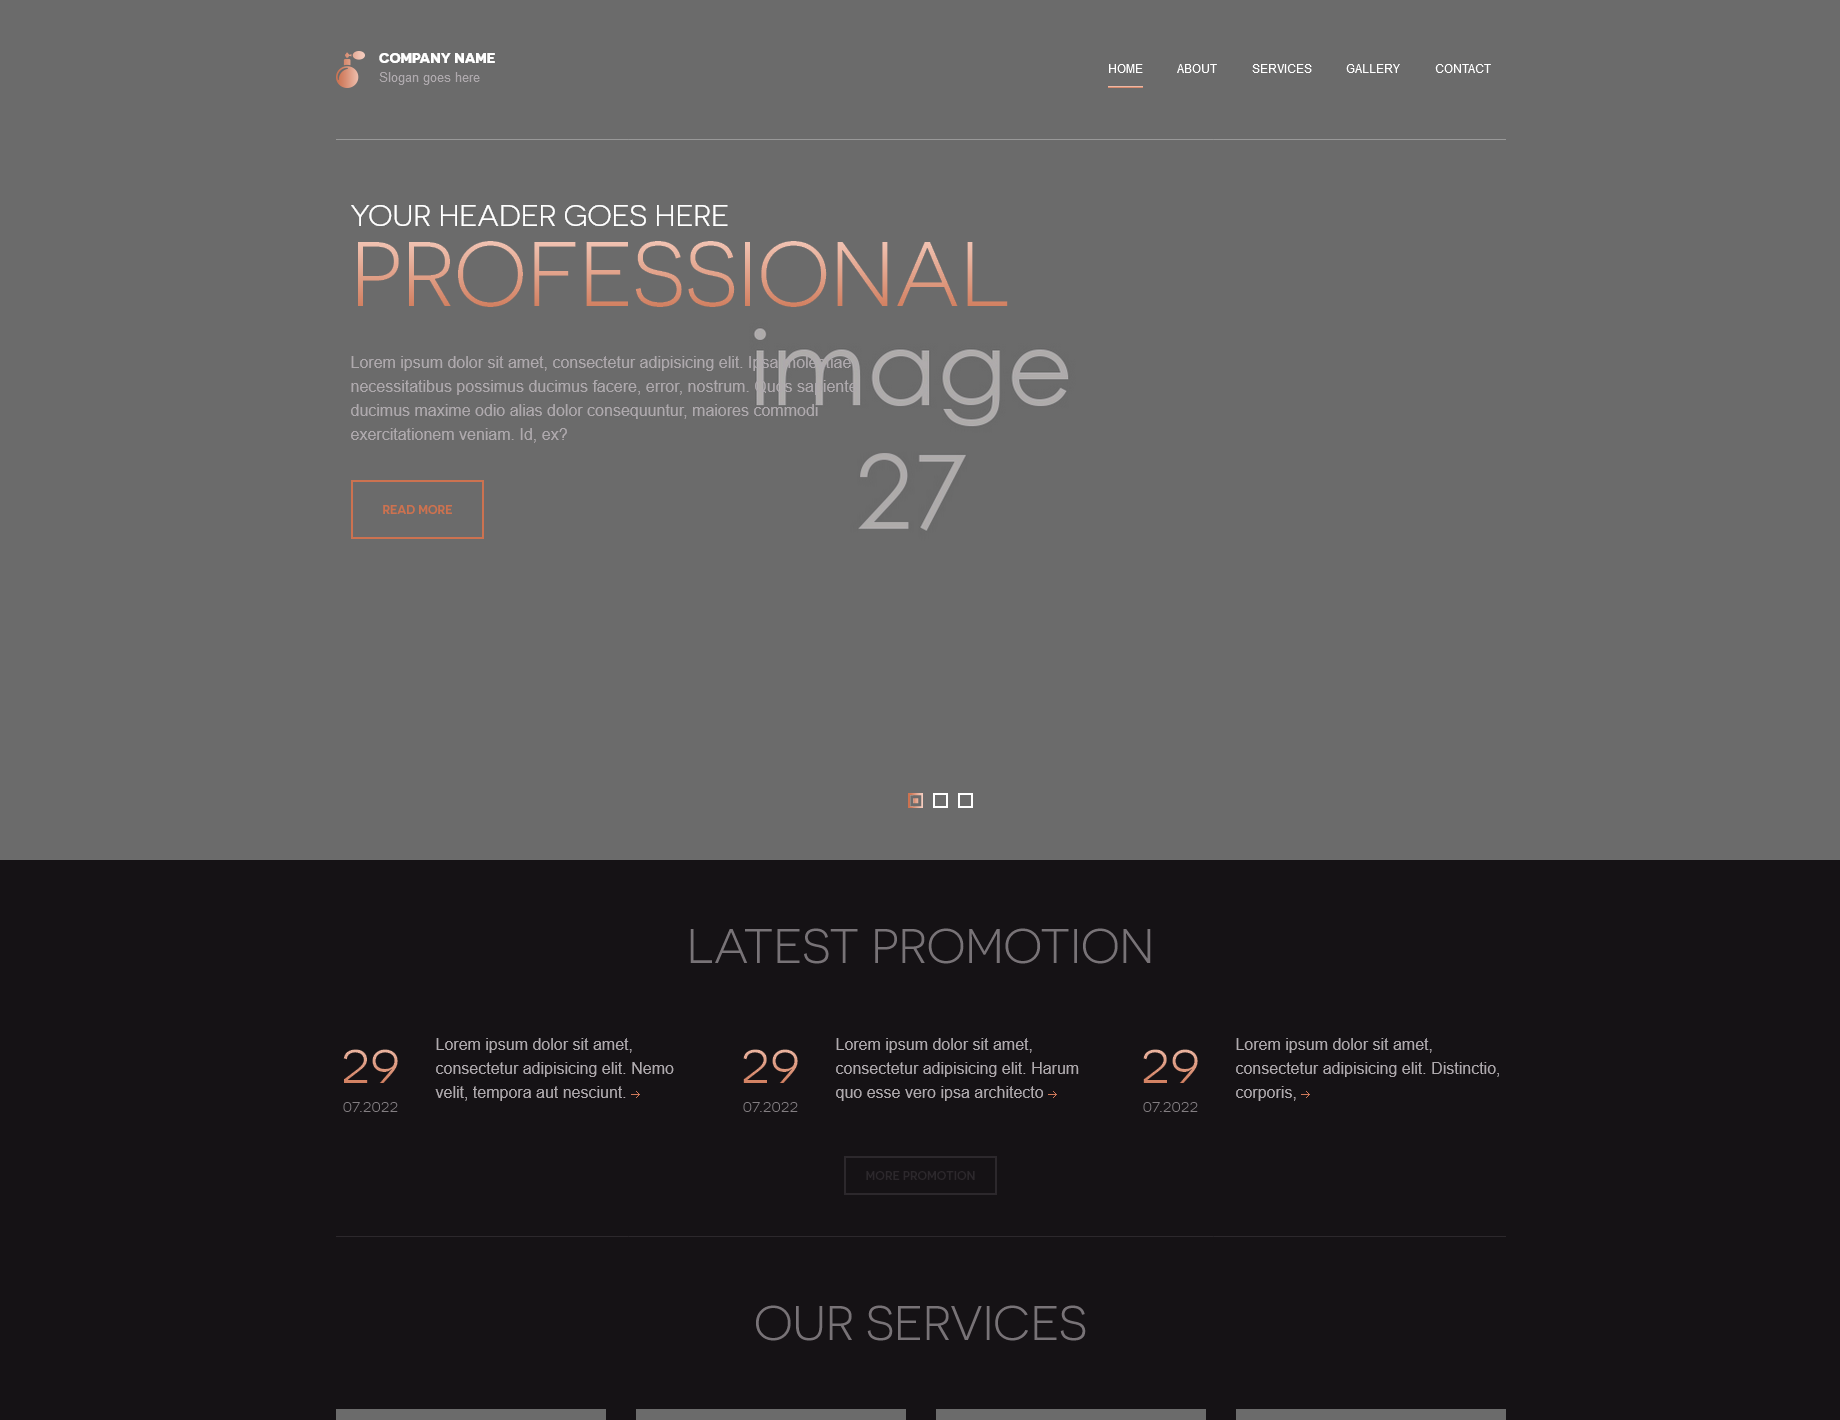 COMPANY NAME
Slogan goes here
HOME ABOUT SERVICES GALLERY CONTACT
YOUR HEADER GOES HERE
PROFESSIONAL
image
27
Lorem ipsum dolor sit amet, consectetur adipisicing elit. Ipsa molestiae
necessitatibus possimus ducimus facere, error, nostrum. Quos sapiente
ducimus maxime odio alias dolor consequuntur, maiores commodi
exercitationem veniam. Id, ex?
READ MORE
LATEST PROMOTION
29
07.2022
Lorem ipsum dolor sit amet,
consectetur adipisicing elit. Nemo
velit, tempora aut nesciunt.
29
07.2022
Lorem ipsum dolor sit amet,
consectetur adipisicing elit. Harum
quo esse vero ipsa architecto
29
07.2022
Lorem ipsum dolor sit amet,
consectetur adipisicing elit. Distinctio,
corporis,
MORE PROMOTION
OUR SERVICES